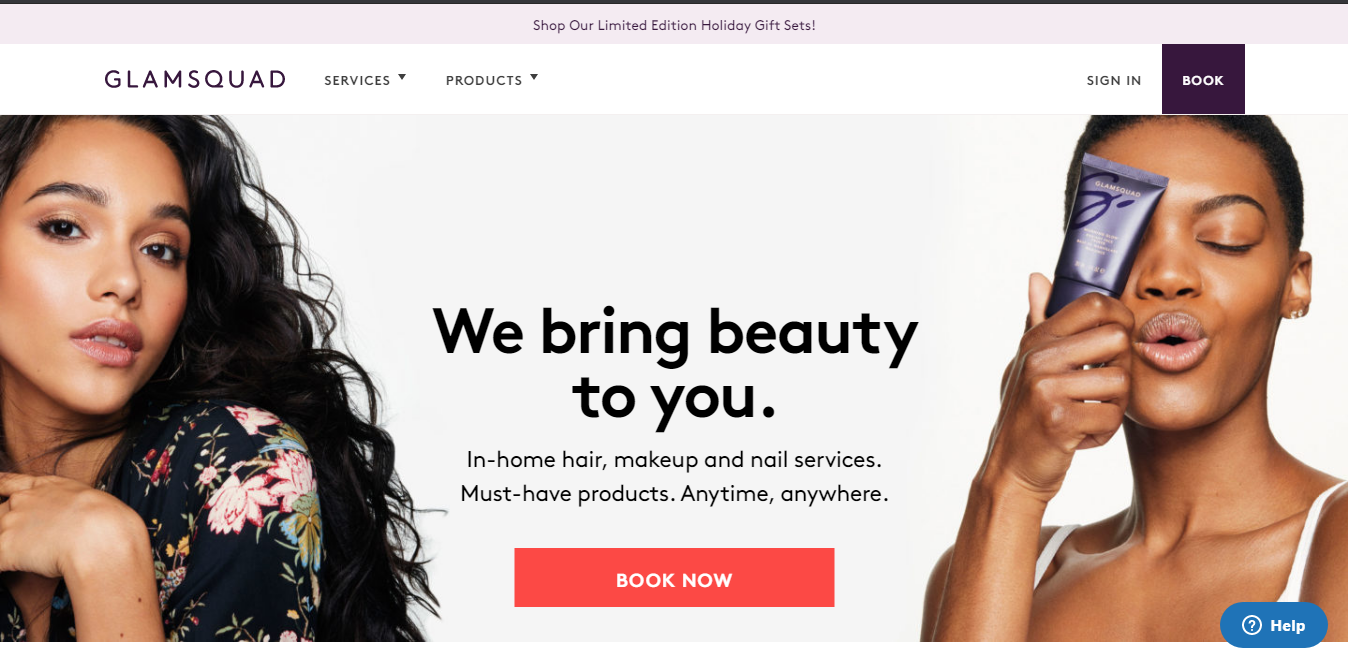 Shop Our Limited Edition Holiday Gift Sets!
GLAMSQUAD
SERVICES
PRODUCTS
SIGN IN
BOOK
GLAMSQUAD
We bring beauty
to you.
In-home hair, makeup and nail services.
Must-have products. Anytime, anywhere.
BOOK NOW
Help